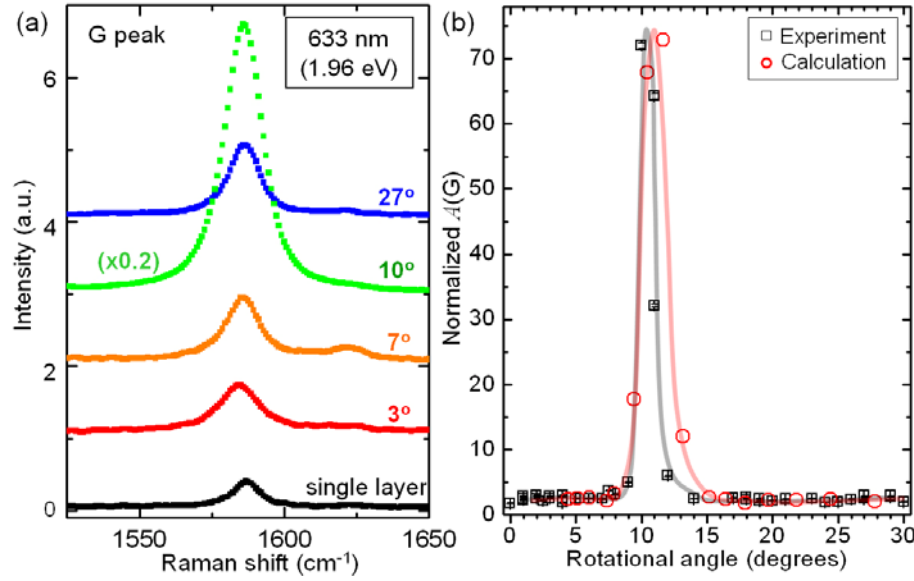 (a)
G peak
633 nm
(1.96 eV)
27°
(x0.2)
10°
7°
3°
single layer
6
4
2
0
Intensity (a.u.)
1550
1600
1650
Raman shift (cm⁻¹)
(b)
Experiment
Calculation
70
60
50
40
30
20
10
0
Normalized A(G)
0
5
10
15
20
25
30
Rotational angle (degrees)